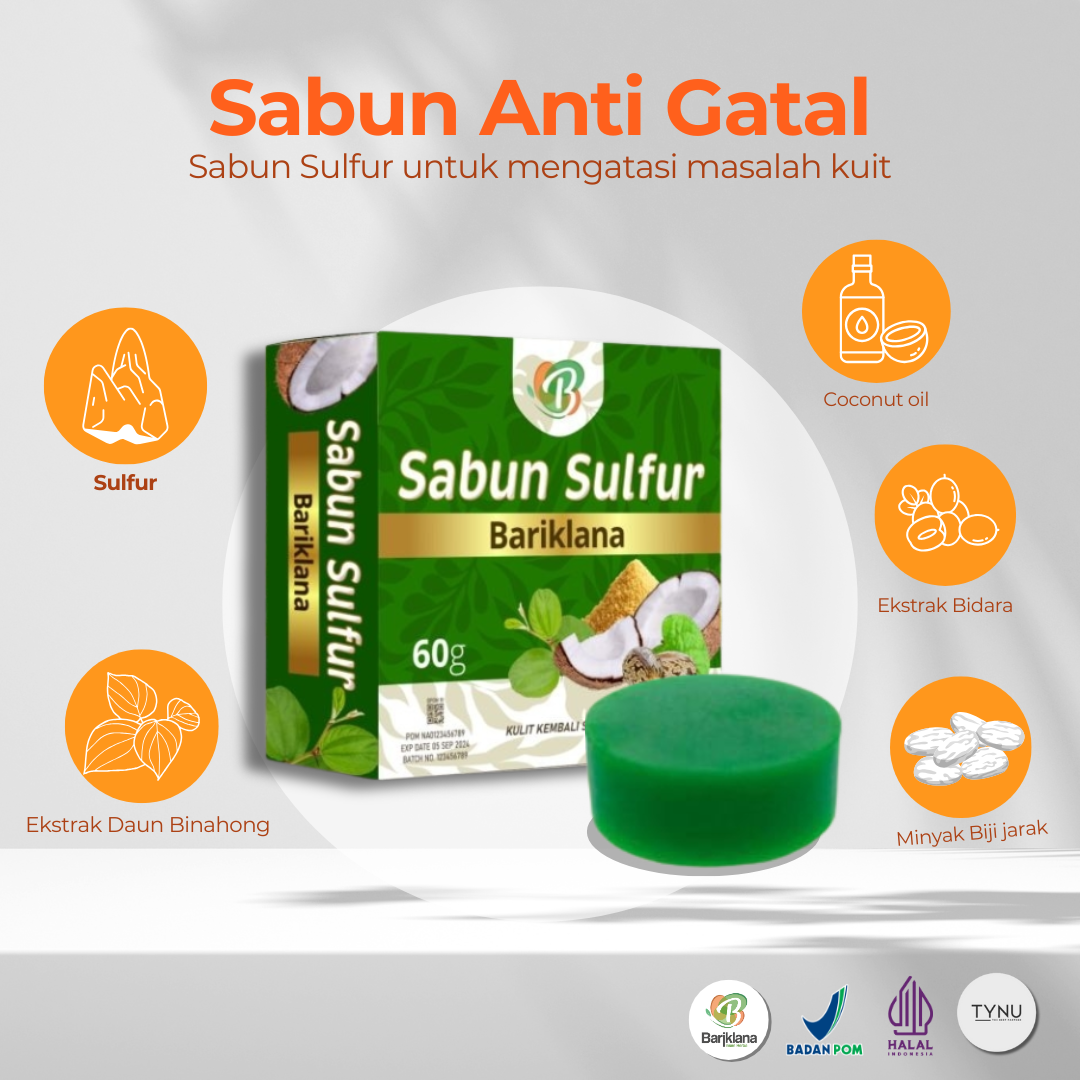 Sabun Anti Gatal
Sabun Sulfur untuk mengatasi masalah kuit
Coconut oil
Sulfur
Sabun Sulfur
Bariklana
Sabun Sulfur
Bariklana
60g
KULIT KEMBALI
POM NA0123456789
EXP DATE 05 SEP 2024
BATCH NO. 123456789
Ekstrak Bidara
Ekstrak Daun Binahong
Minyak Biji jarak
Bariklana
BADAN POM
HALAL
INDONESIA
TYNU